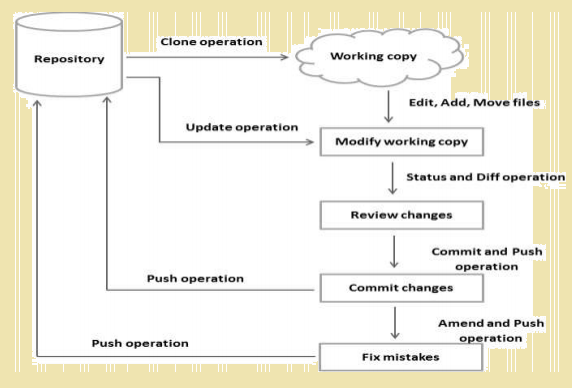 Clone operation
Repository
Working copy
Edit, Add, Move files
Update operation
Modify working copy
Status and Diff operation
Review changes
Commit and Push
operation
Push operation
Commit changes
Amend and Push
operation
Push operation
Fix mistakes